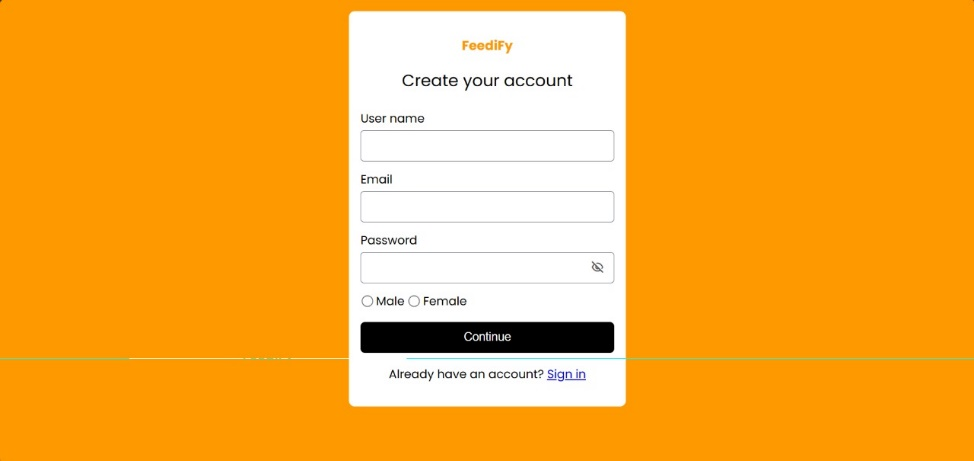 FeediFy
Create your account
User name
Email
Password
Male Female
Continue
Already have an account? Sign in